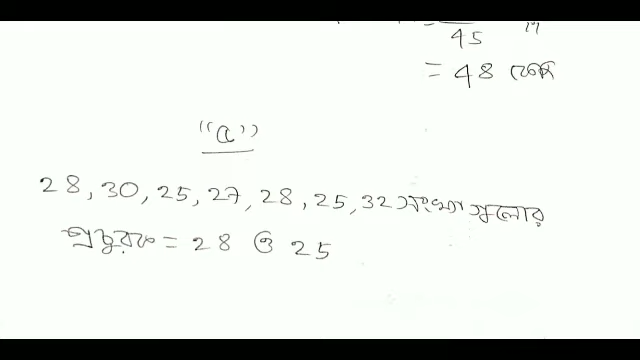 45
= 48
"a"
28, 30, 25, 27, 28, 25, 32 সংখ্যা গুলোর
প্রচুরক = 28 ও 25